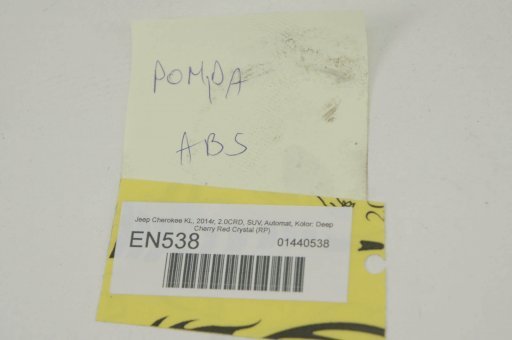 POMPA
ABS
Jeep Cherokee KL, 2014r, 2.0CRD, SUV, Automat, Kolor: Deep
Cherry Red Crystal (RP)
EN538 01440538